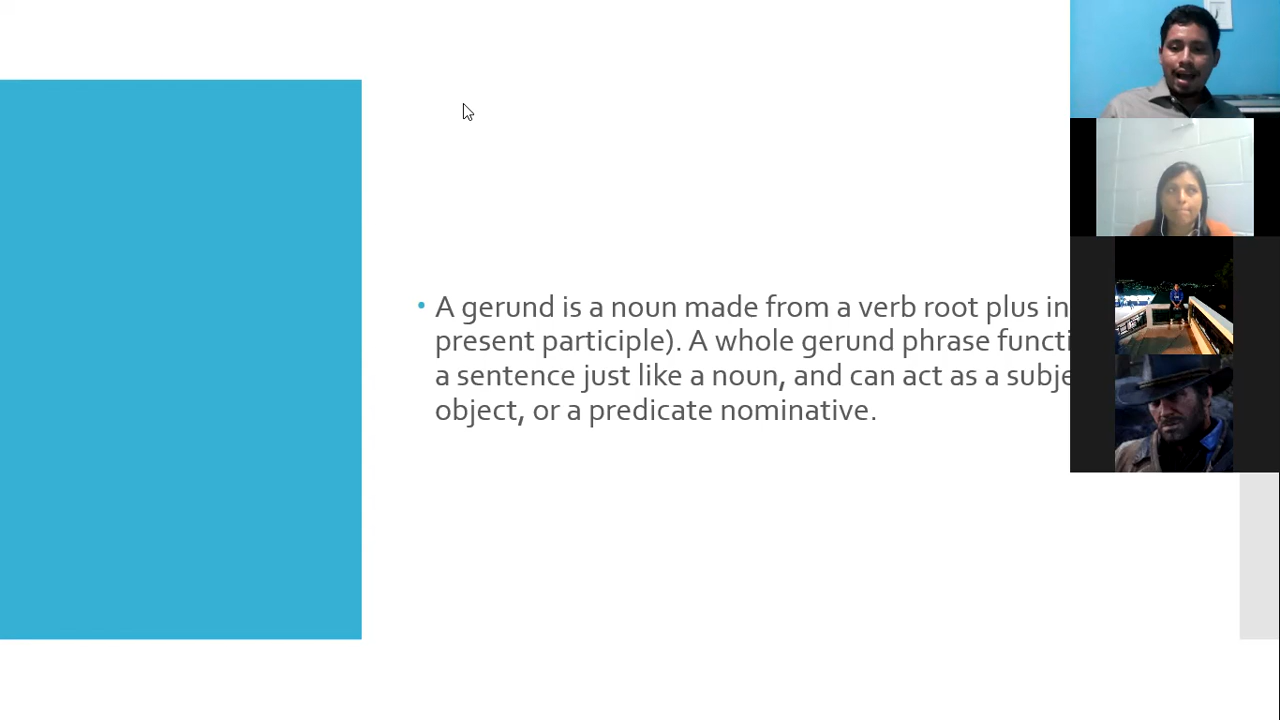 • A gerund is a noun made from a verb root plus in
present participle). A whole gerund phrase functi
a sentence just like a noun, and can act as a subje
object, or a predicate nominative.